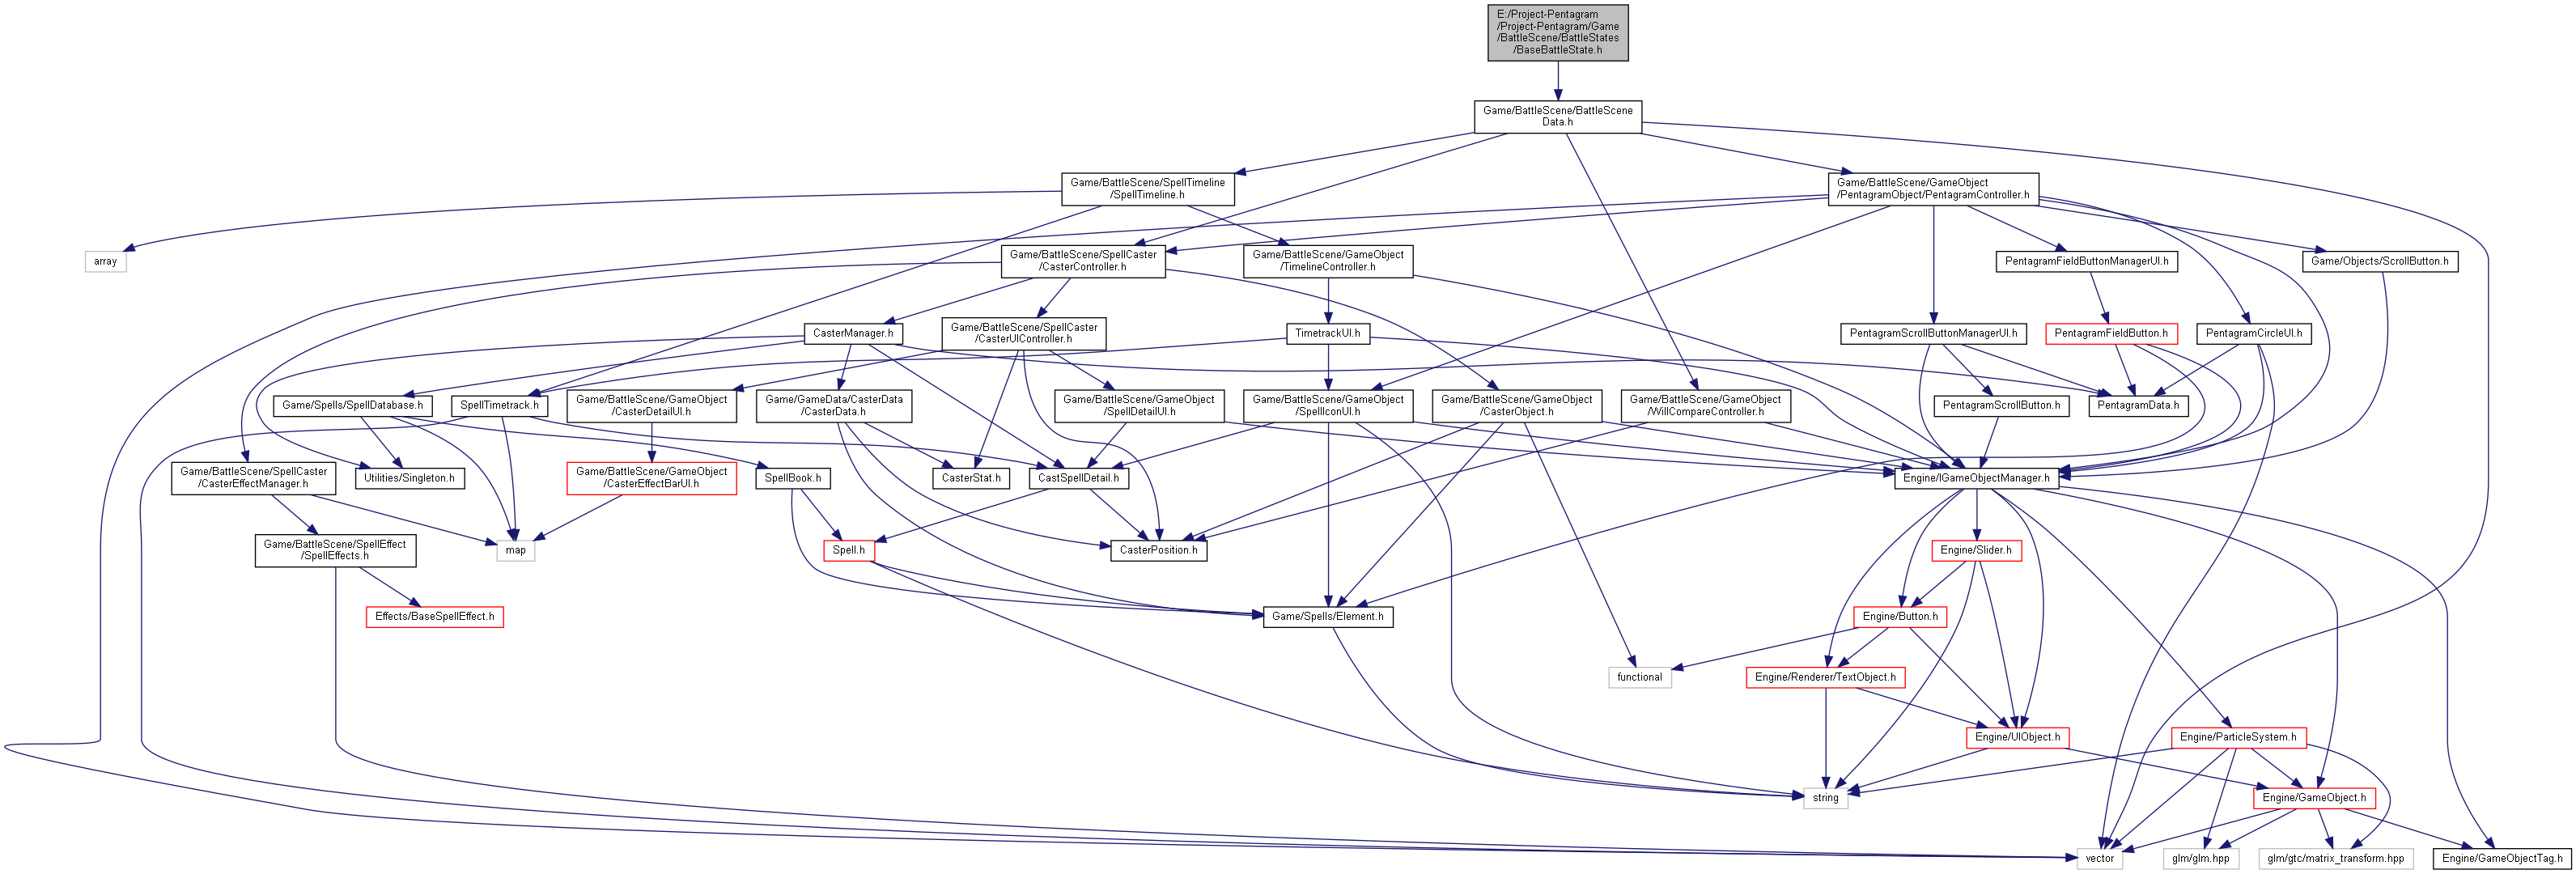 E:/Project-Pentagram
/Project-Pentagram/Game
/BattleScene/BattleStates
/BaseBattleState.h
Game/BattleScene/BattleScene
Data.h
Game/BattleScene/SpellTimeline
/SpellTimeline.h
Game/BattleScene/GameObject
/PentagramObject/PentagramController.h
array
Game/BattleScene/SpellCaster
/CasterController.h
Game/BattleScene/GameObject
/TimelineController.h
PentagramFieldButtonManagerUI.h
Game/Objects/ScrollButton.h
CasterManager.h
Game/BattleScene/SpellCaster
/CasterUIController.h
TimetrackUI.h
PentagramScrollButtonManagerUI.h
PentagramFieldButton.h
PentagramCircleUI.h
Game/Spells/SpellDatabase.h
SpellTimetrack.h
Game/BattleScene/GameObject
/CasterDetailUI.h
Game/GameData/CasterData
/CasterData.h
Game/BattleScene/GameObject
/SpellDetailUI.h
Game/BattleScene/GameObject
/SpellIconUI.h
Game/BattleScene/GameObject
/CasterObject.h
Game/BattleScene/GameObject
/WillCompareController.h
PentagramScrollButton.h
PentagramData.h
Game/BattleScene/SpellCaster
/CasterEffectManager.h
Utilities/Singleton.h
Game/BattleScene/GameObject
/CasterEffectBarUI.h
SpellBook.h
CasterStat.h
CastSpellDetail.h
Engine/IGameObjectManager.h
Game/BattleScene/SpellEffect
/SpellEffects.h
map
Spell.h
CasterPosition.h
Engine/Slider.h
Effects/BaseSpellEffect.h
Game/Spells/Element.h
Engine/Button.h
functional
Engine/Renderer/TextObject.h
Engine/UIObject.h
Engine/ParticleSystem.h
string
Engine/GameObject.h
vector
glm/glm.hpp
glm/gtc/matrix_transform.hpp
Engine/GameObjectTag.h